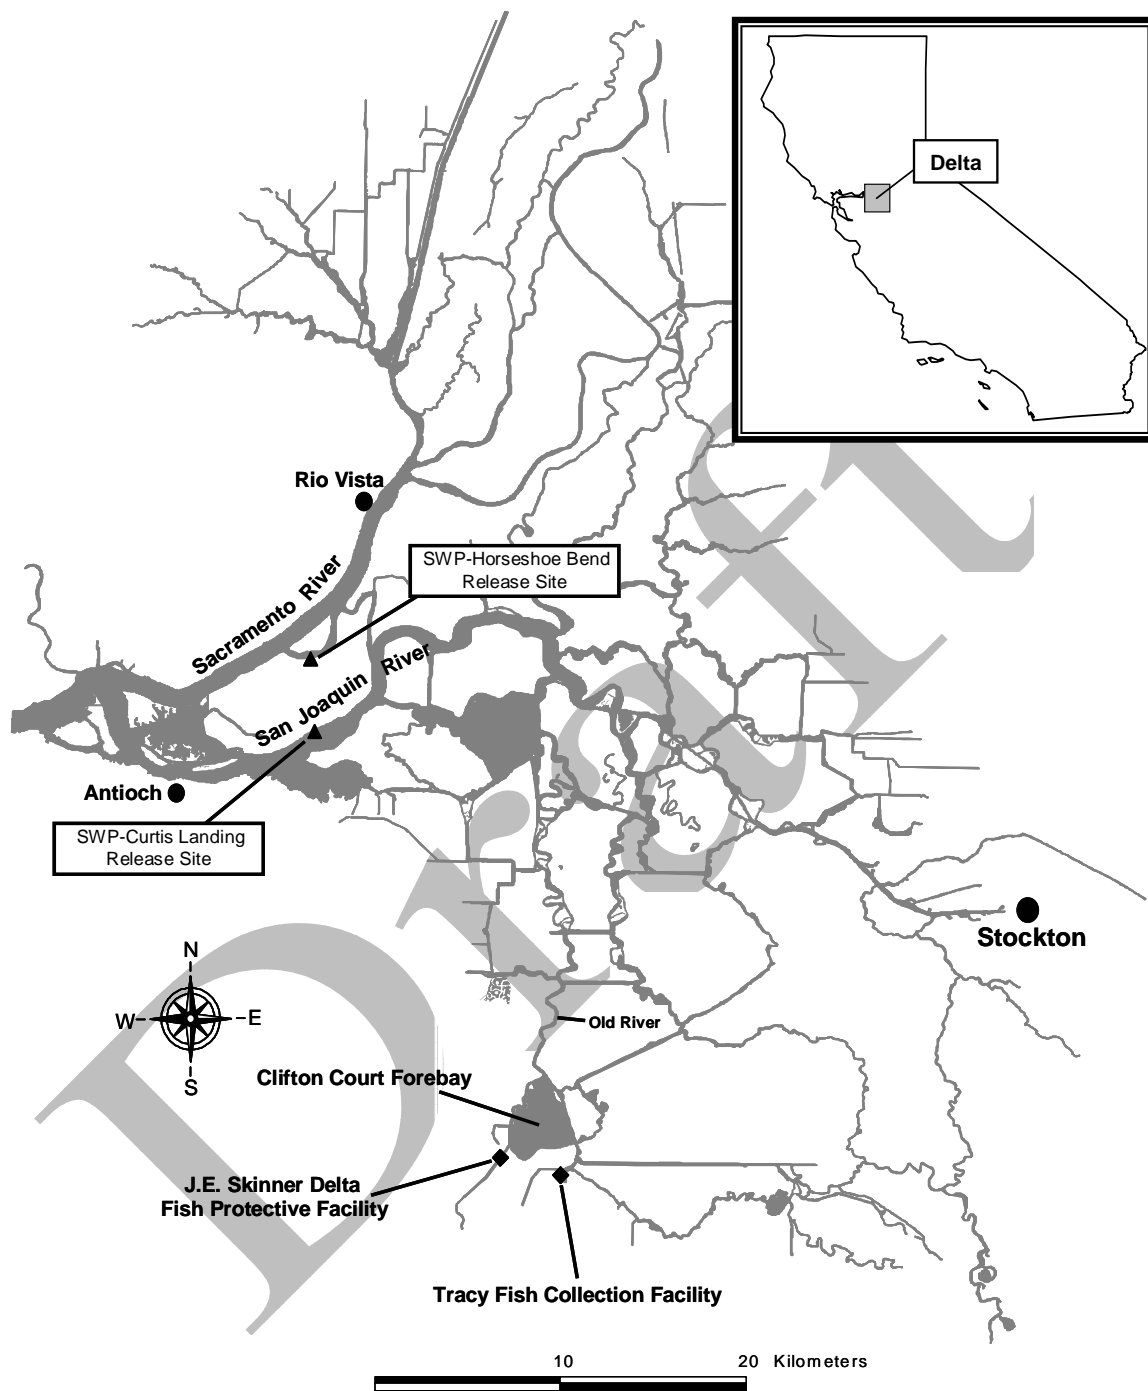 Delta
Rio Vista
SWP-Horseshoe Bend
Release Site
Sacramento River
San Joaquin River
Antioch
SWP-Curtis Landing
Release Site
Stockton
N
W
E
S
Old River
Clifton Court Forebay
J.E. Skinner Delta
Fish Protective Facility
Tracy Fish Collection Facility
10
20 Kilometers
Draft